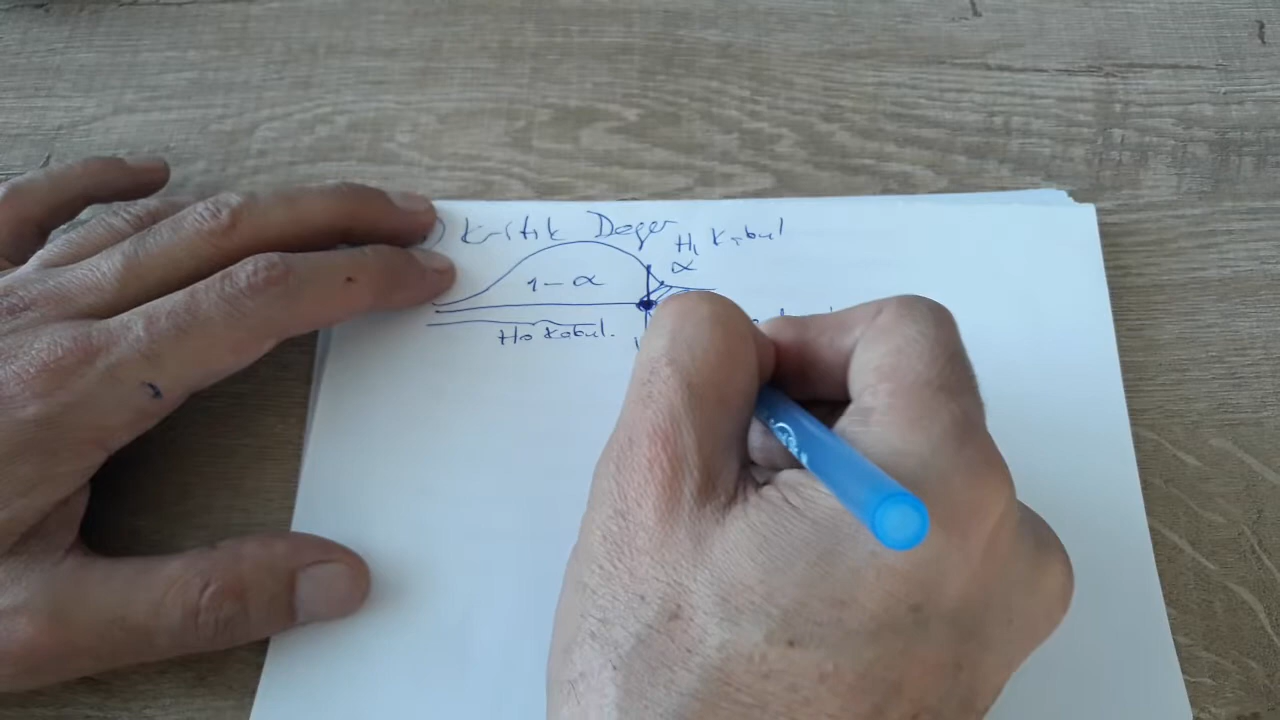 ) Kritik Değer
H₁ Kabul
α
1 - α
H₀ Kabul.